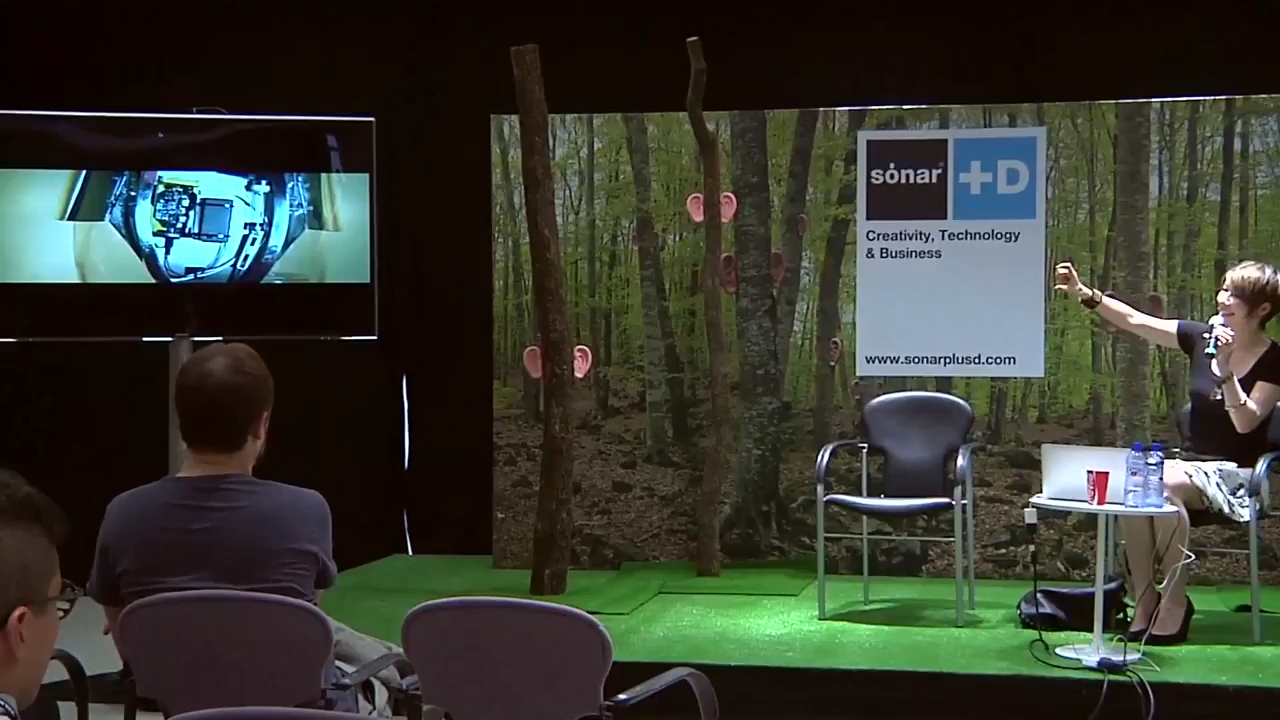 sónar
+D
Creativity, Technology
& Business
www.sonarplusd.com